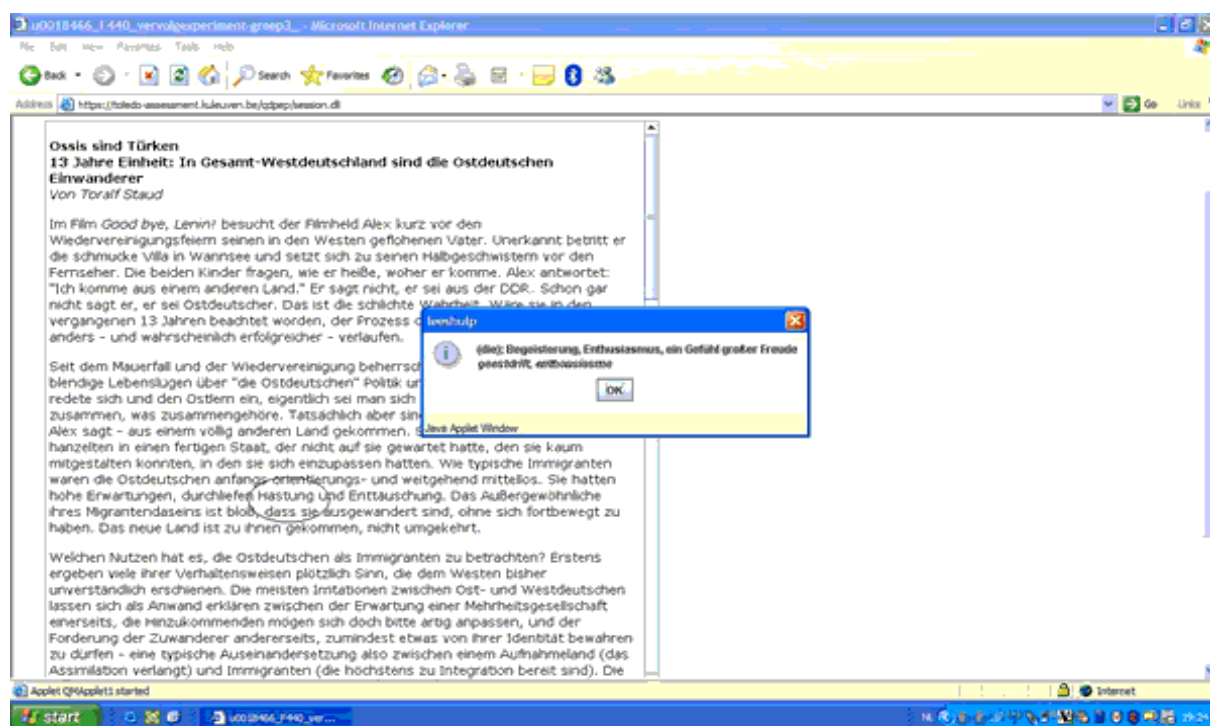 u0018466_F440_vervolgexperiment-groep3_ - Microsoft Internet Explorer
File Edit View Favorites Tools Help
Back Search Favorites
Address https://toledo-assessment.kuleuven.be/qdpep/session.dll Go Links
Ossis sind Türken
13 Jahre Einheit: In Gesamt-Westdeutschland sind die Ostdeutschen
Einwanderer
Von Toralf Staud
Im Film Good bye, Lenin! besucht der Filmheld Alex kurz vor den
Wiedervereinigungsfeiern seinen in den Westen geflohenen Vater. Unerkannt betritt er
die schmucke Villa in Wannsee und setzt sich zu seinen Halbgeschwistern vor den
Fernseher. Die beiden Kinder fragen, wie er heiße, woher er komme. Alex antwortet:
"Ich komme aus einem anderen Land." Er sagt nicht, er sei aus der DDR. Schon gar
nicht sagt er, er sei Ostdeutscher. Das ist die schlichte Wahrheit. Wäre sie in den
vergangenen 13 Jahren beachtet worden, der Prozess
anders - und wahrscheinlich erfolgreicher - verlaufen.
leeshulp
(die); Begeisterung, Enthusiasmus, ein Gefühl großer Freude
geestdrift, enthousiasme
OK
Java Applet Window
Seit dem Mauerfall und der Wiedervereinigung beherrsch
blendige Lebenslügen über "die Ostdeutschen" Politik
redete sich und den Ostlern ein, eigentlich sei man sich
zusammen, was zusammengehöre. Tatsächlich aber sin
Alex sagt - aus einem völlig anderen Land gekommen.
hanzelten in einen fertigen Staat, der nicht auf sie gewartet hatte, den sie kaum
mitgestalten konnten, in den sie sich einzupassen hatten. Wie typische Immigranten
waren die Ostdeutschen anfangs orientierungs- und weitgehend mittellos. Sie hatten
hohe Erwartungen, durchliefen Hastung und Enttäuschung. Das Außergewöhnliche
ihres Migrantendaseins ist bloß, dass sie ausgewandert sind, ohne sich fortbewegt zu
haben. Das neue Land ist zu ihnen gekommen, nicht umgekehrt.
Welchen Nutzen hat es, die Ostdeutschen als Immigranten zu betrachten? Erstens
ergeben viele ihrer Verhaltensweisen plötzlich Sinn, die dem Westen bisher
unverständlich erschienen. Die meisten Irritationen zwischen Ost- und Westdeutschen
lassen sich als Anwand erklären zwischen der Erwartung einer Mehrheitsgesellschaft
einerseits, die Hinzukommenden mögen sich doch bitte artig anpassen, und der
Forderung der Zuwanderer andererseits, zumindest etwas von ihrer Identität bewahren
zu dürfen - eine typische Auseinandersetzung also zwischen einem Aufnahmeland (das
Assimilation verlangt) und Immigranten (die höchstens zu Integration bereit sind). Die
Applet QMApplet1 started Internet
start u0018466_F440_ver... NL